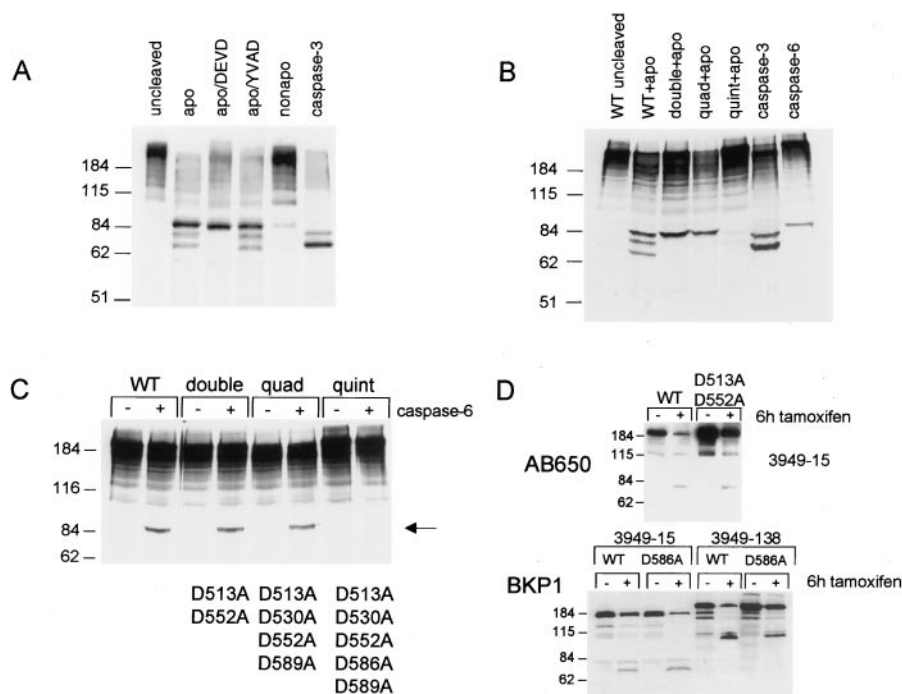 A
uncleaved
apo
apo/DEVD
apo/YVAD
nonapo
caspase-3
184
115
84
62
51
B
WT uncleaved
WT+apo
double+apo
quad+apo
quint+apo
caspase-3
caspase-6
184
115
84
62
51
C
WT double quad quint
- + - + - + - + caspase-6
184
116
84
62
D513A D513A D513A
D552A D530A D530A
D552A D552A
D589A D586A
D589A
D
D513A
WT D552A
- + - + 6h tamoxifen
AB650
184
115
84
62
3949-15
3949-15 3949-138
WT D586A WT D586A
- + - + - + - + 6h tamoxifen
BKP1
184
115
84
62